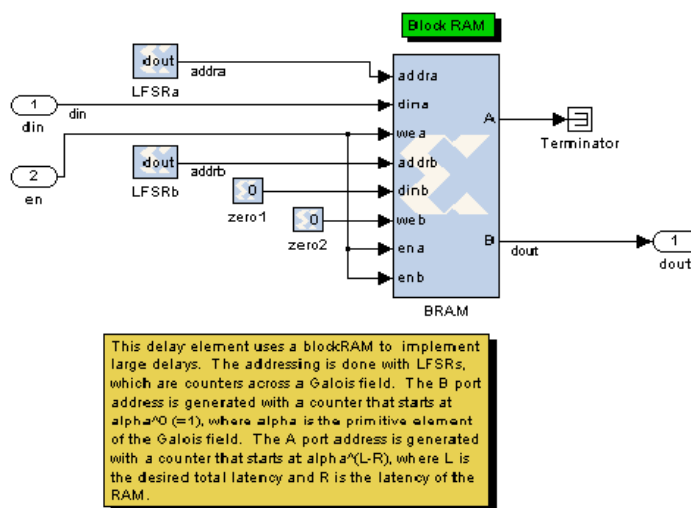 Block RAM
dout
LFSRa
addra
1
din
din
2
en
dout
LFSRb
addrb
0
zero1
0
zero2
addra
dina
wea
addrb
dinb
web
ena
enb
A
B
BRAM
Terminator
dout
1
dout
This delay element uses a blockRAM to implement
large delays. The addressing is done with LFSRs,
which are counters across a Galois field. The B port
address is generated with a counter that starts at
alpha^0 (=1), where alpha is the primitive element
of the Galois field. The A port address is generated
with a counter that starts at alpha^(L-R), where L is
the desired total latency and R is the latency of the
RAM.